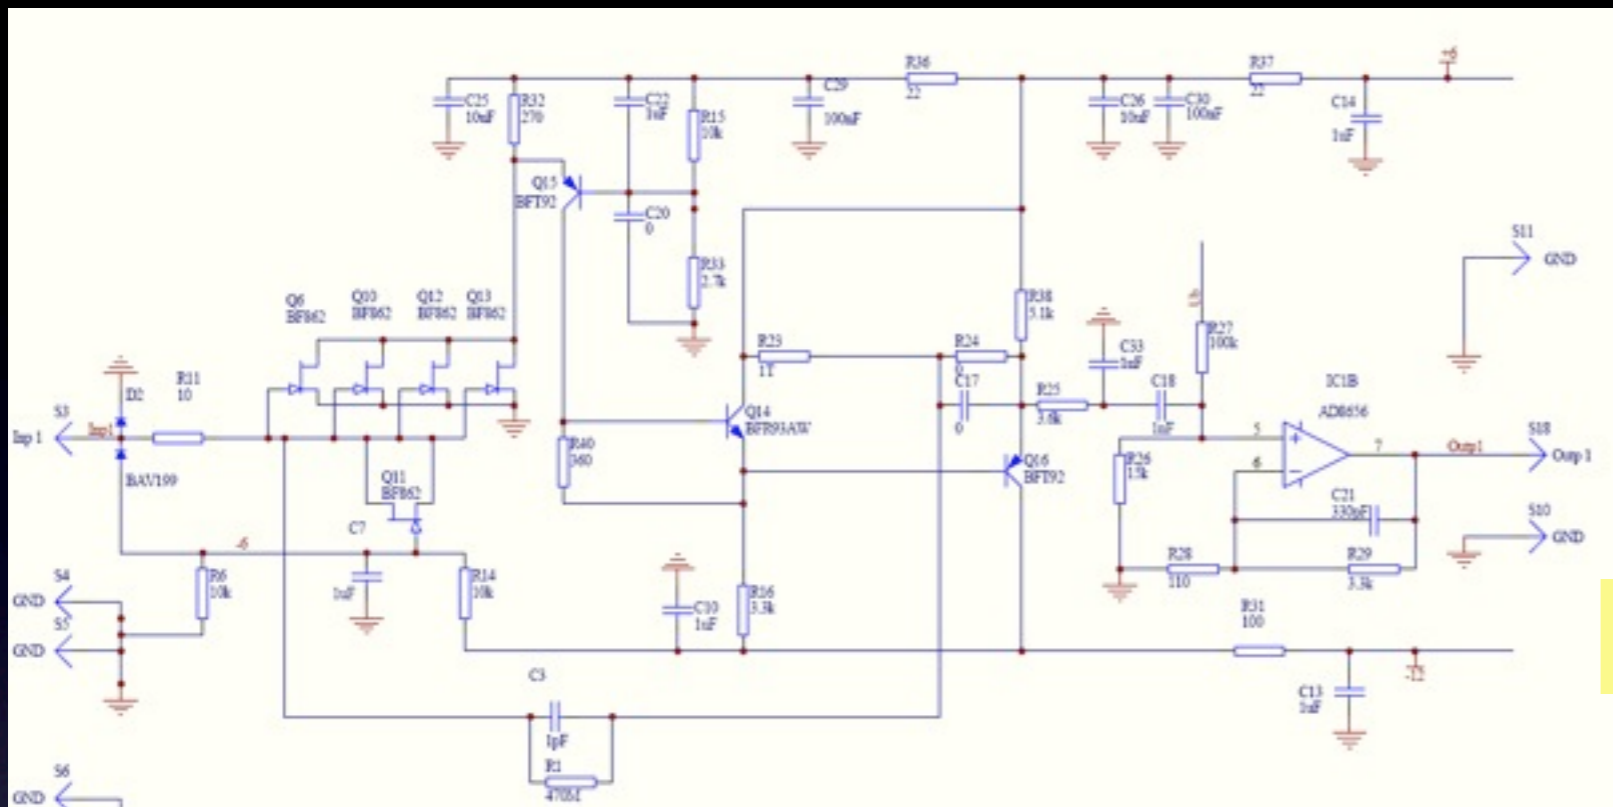 R36
22
R37
22
+6
C25
10uF
R32
270
C22
1uF
R15
10k
C29
100nF
C26
10uF
C30
100nF
C14
1uF
Q15
BFT92
C20
0
R33
2.7k
S11
GND
Q6
BF862
Q10
BF862
Q12
BF862
Q13
BF862
R38
5.1k
Ub
R27
100k
R11
10
D2
R23
1T
R24
0
C33
1nF
C17
0
R25
3.6k
C18
1nF
IC1B
AD8656
S3
Inp 1
Inp1
Q14
BFR93AW
5
6
7
Outp1
S18
Outp 1
BAV199
R40
360
Q16
BFT92
R26
15k
Q11
BF862
C7
1uF
C21
330pF
S10
GND
-6
S4
GND
R6
10k
R14
10k
C10
1uF
R16
3.3k
R28
110
R29
3.3k
S5
GND
R31
100
C3
1pF
-12
C13
1uF
R1
470M
S6
GND